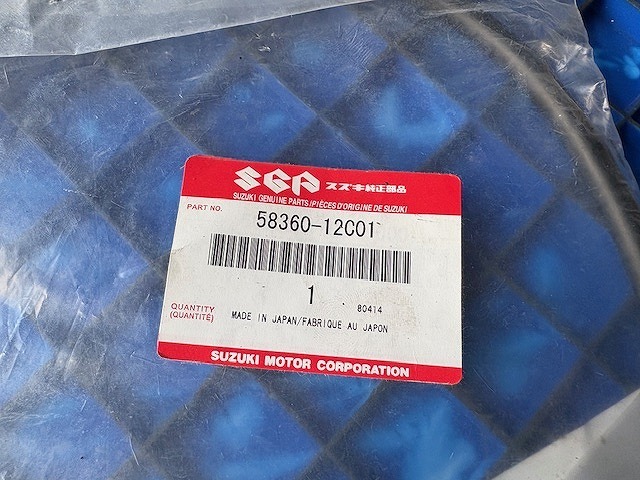 SGP スズキ純正部品
SUZUKI GENUINE PARTS/PIÈCES D'ORIGINE DE SUZUKI
PART NO. 58360-12C01
1 80414
QUANTITY
(QUANTITÉ)
MADE IN JAPAN/FABRIQUE AU JAPON
SUZUKI MOTOR CORPORATION